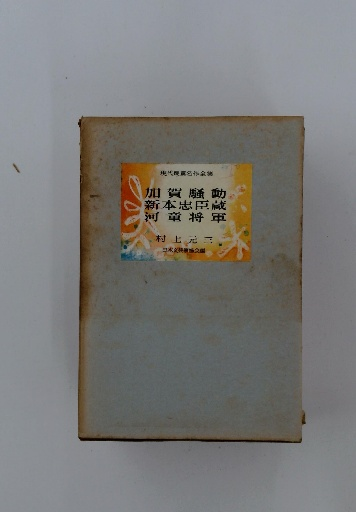 現代長篇名作全集
加賀騒動
新本忠臣蔵
河童将軍
村上元三